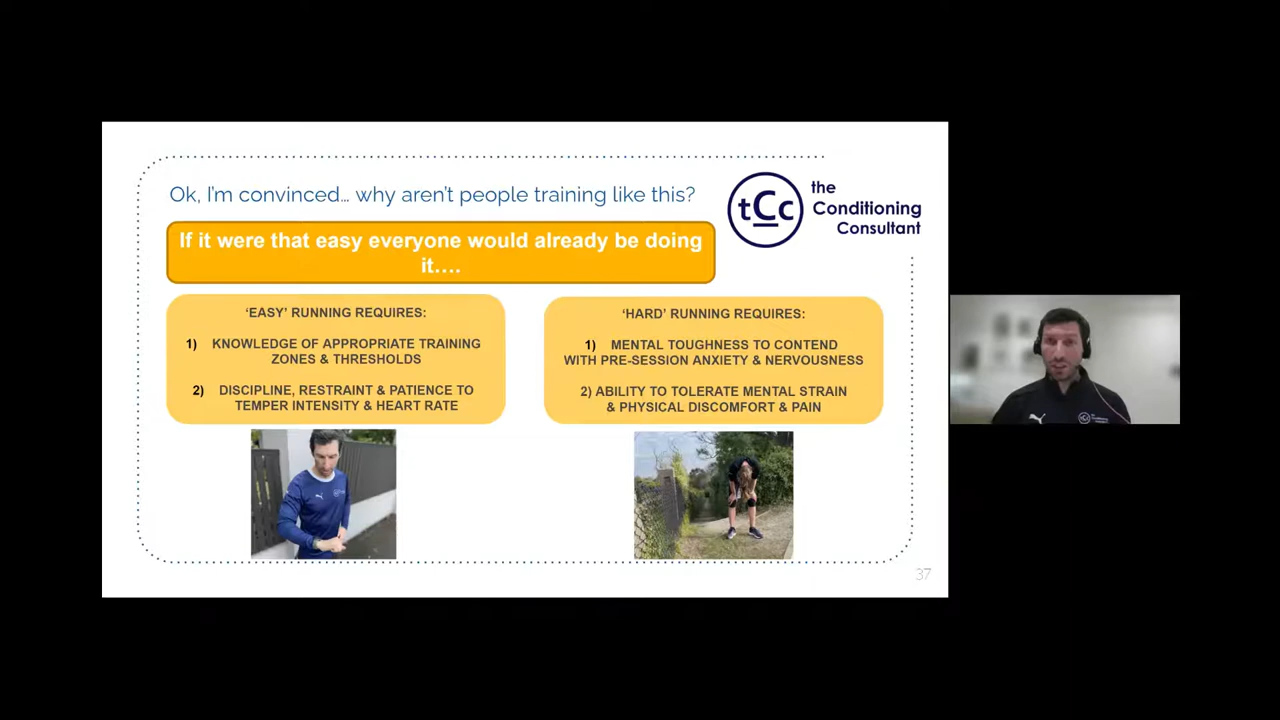 Ok, I'm convinced... why aren't people training like this?
tCc
the
Conditioning
Consultant
If it were that easy everyone would already be doing
it....
‘EASY’ RUNNING REQUIRES:
1) KNOWLEDGE OF APPROPRIATE TRAINING
ZONES & THRESHOLDS
2) DISCIPLINE, RESTRAINT & PATIENCE TO
TEMPER INTENSITY & HEART RATE
‘HARD’ RUNNING REQUIRES:
1) MENTAL TOUGHNESS TO CONTEND
WITH PRE-SESSION ANXIETY & NERVOUSNESS
2) ABILITY TO TOLERATE MENTAL STRAIN
& PHYSICAL DISCOMFORT & PAIN
37